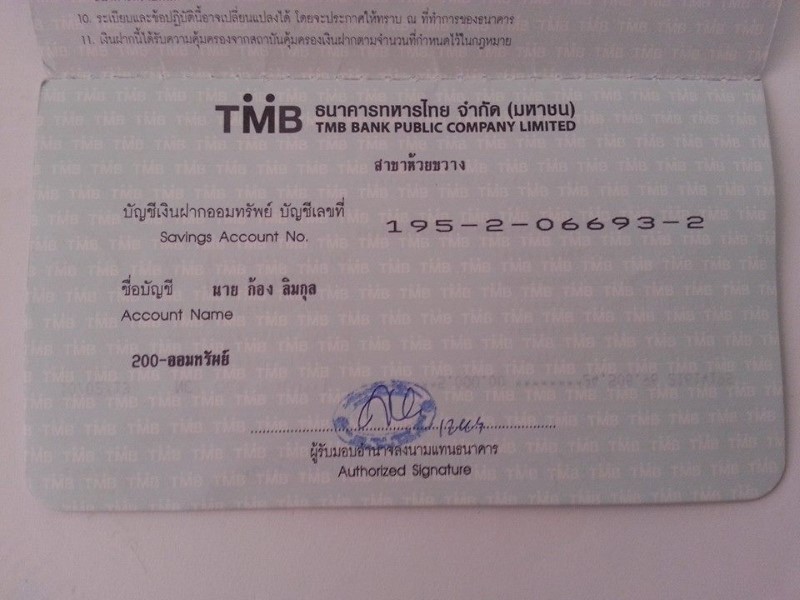 10. ระเบียบและข้อปฏิบัตินี้อาจเปลี่ยนแปลงได้ โดยจะประกาศให้ทราบ ณ ที่ทำการของธนาคาร
11. เงินฝากนี้ได้รับความคุ้มครองจากสถาบันคุ้มครองเงินฝากตามจำนวนที่กำหนดไว้ในกฎหมาย
TMB ธนาคารทหารไทย จำกัด (มหาชน)
TMB BANK PUBLIC COMPANY LIMITED
สาขาห้วยขวาง
บัญชีเงินฝากออมทรัพย์ บัญชีเลขที่ 195-2-06693-2
Savings Account No.
ชื่อบัญชี นาย ก้อง ลิมกุล
Account Name
200-ออมทรัพย์
ผู้รับมอบอำนาจลงนามแทนธนาคาร
Authorized Signature